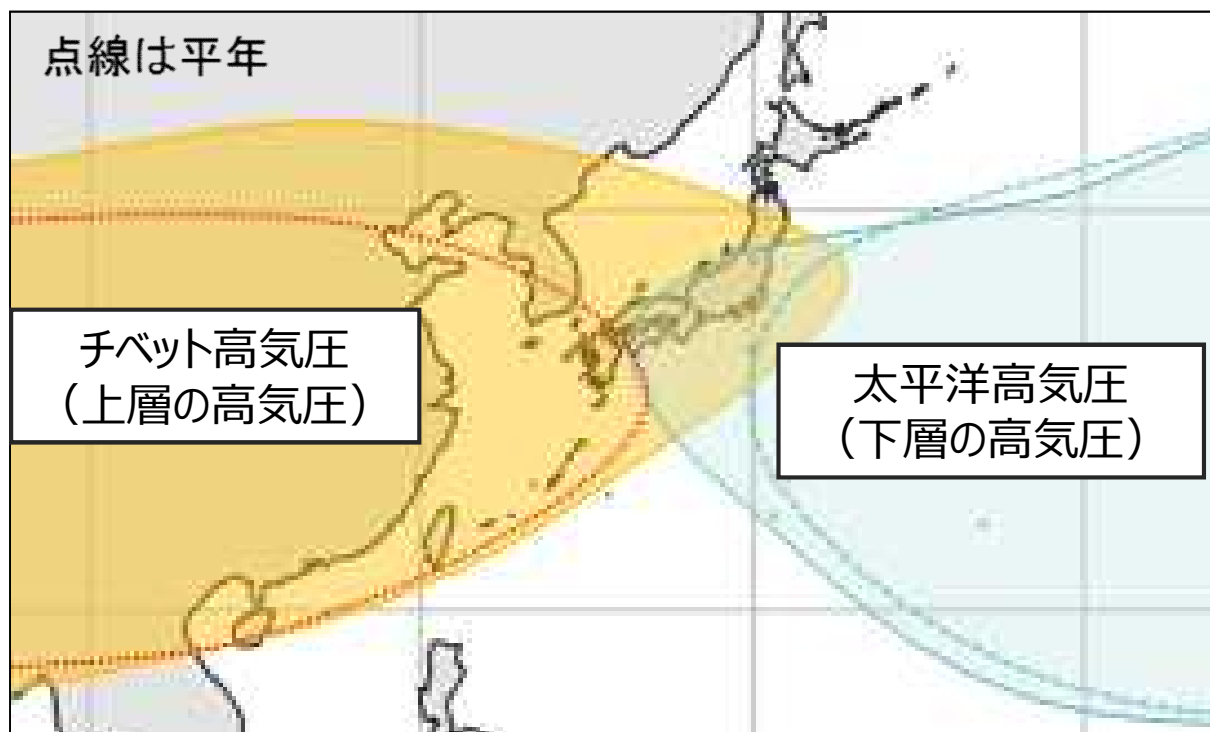 点線は平年
チベット高気圧
（上層の高気圧）
太平洋高気圧
（下層の高気圧）